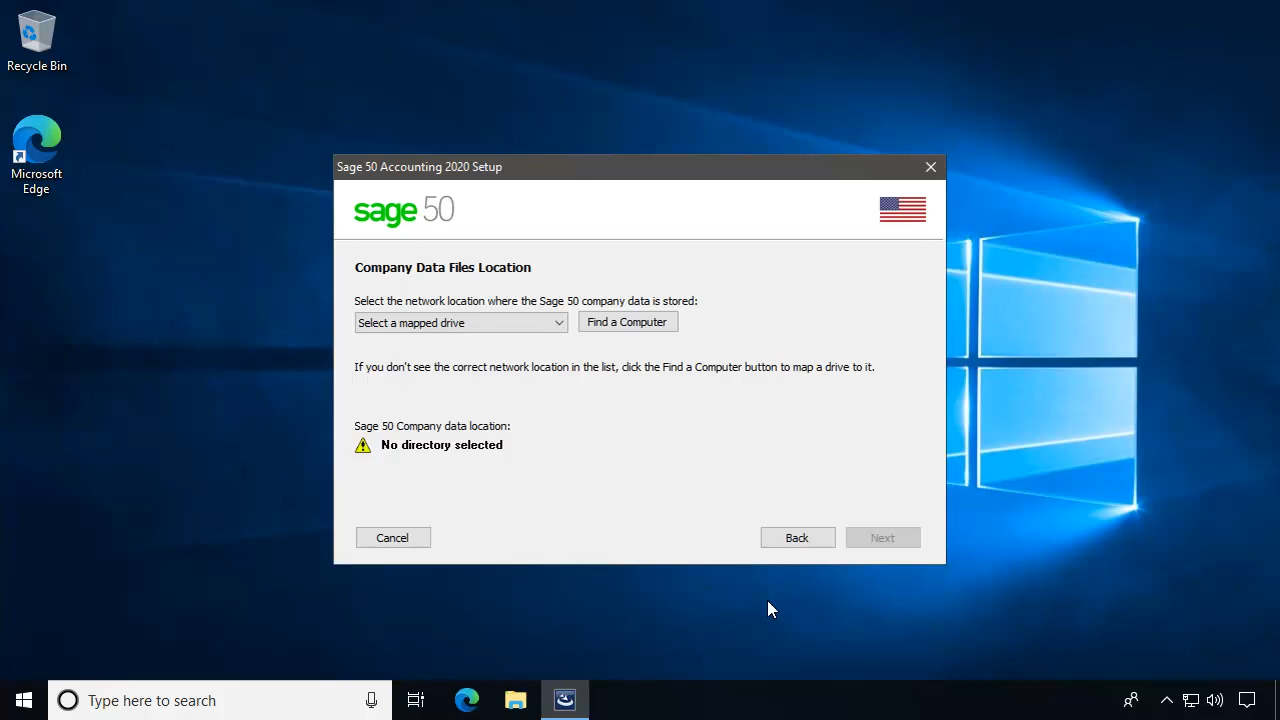 Recycle Bin
Microsoft
Edge
Sage 50 Accounting 2020 Setup
sage 50
Company Data Files Location
Select the network location where the Sage 50 company data is stored:
Select a mapped drive
Find a Computer
If you don't see the correct network location in the list, click the Find a Computer button to map a drive to it.
Sage 50 Company data location:
No directory selected
Cancel
Back
Next
Type here to search